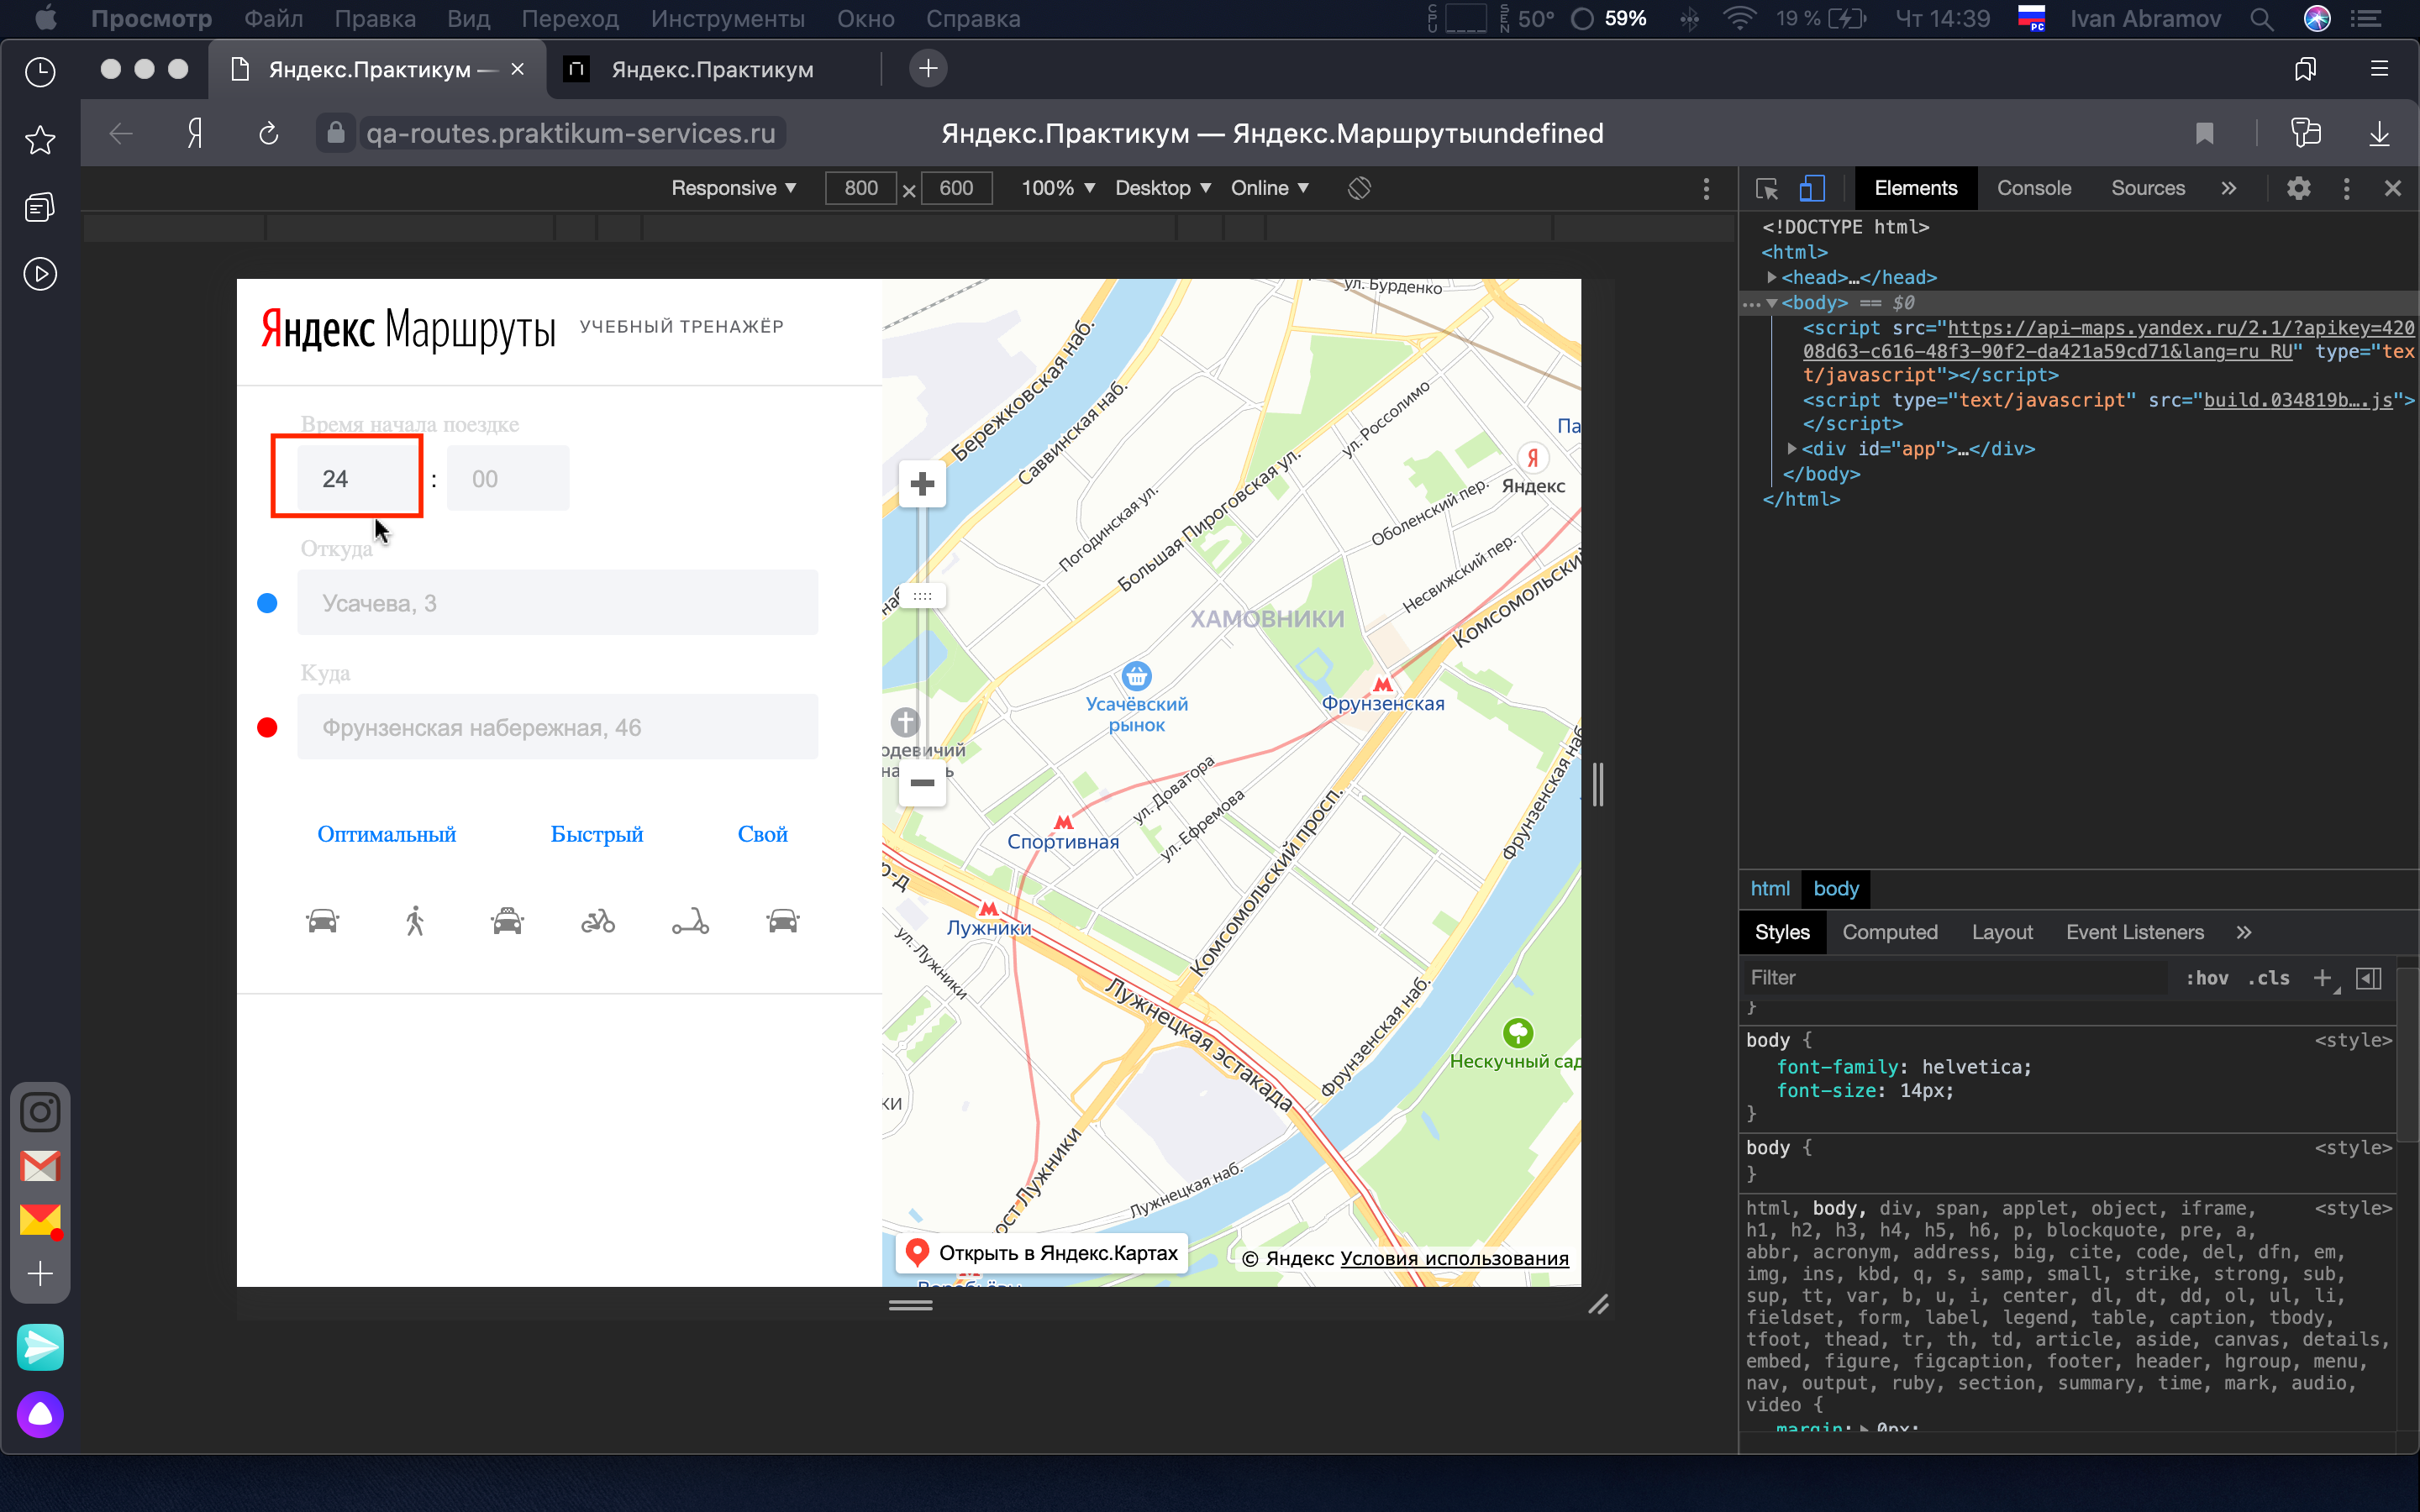 Просмотр Файл Правка Вид Переход Инструменты Окно Справка
CPU SEN 50° 59% 19 % Чт 14:39 РС Ivan Abramov
Яндекс.Практикум —
Яндекс.Практикум
qa-routes.praktikum-services.ru
Яндекс.Практикум — Яндекс.Маршрутыundefined
Responsive 800 × 600 100% Desktop Online
Elements Console Sources
<!DOCTYPE html>
<html>
<head>…</head>
<body> == $0
<script src="https://api-maps.yandex.ru/2.1/?apikey=420
08d63-c616-48f3-90f2-da421a59cd71&lang=ru_RU" type="tex
t/javascript"></script>
<script type="text/javascript" src="build.034819b….js">
</script>
<div id="app">…</div>
</body>
</html>
Яндекс Маршруты УЧЕБНЫЙ ТРЕНАЖЁР
Время начала поездке
24 : 00
Откуда
Усачева, 3
Куда
Фрунзенская набережная, 46
Оптимальный Быстрый Свой
ул. Бурденко
Бережковская наб.
Саввинская наб.
ул. Россолимо
Па
Яндекс
Погодинская ул.
Большая Пироговская ул.
Оболенский пер.
Несвижский пер.
Комсомольский
наб
ХАМОВНИКИ
Усачёвский
рынок
Фрунзенская
одевичий
на ь
ул. Доватора
ул. Ефремова
Фрунзенская наб
Спортивная
р-д
Комсомольский просп.
Лужники
ул. Лужники
Лужнецкая эстакада
Фрунзенская наб.
Нескучный сад
ки
ост Лужники
Лужнецкая наб.
Открыть в Яндекс.Картах
© Яндекс Условия использования
Воробьёвы
html body
Styles Computed Layout Event Listeners
Filter :hov .cls
}
body { <style>
font-family: helvetica;
font-size: 14px;
}
body { <style>
}
html, body, div, span, applet, object, iframe, <style>
h1, h2, h3, h4, h5, h6, p, blockquote, pre, a,
abbr, acronym, address, big, cite, code, del, dfn, em,
img, ins, kbd, q, s, samp, small, strike, strong, sub,
sup, tt, var, b, u, i, center, dl, dt, dd, ol, ul, li,
fieldset, form, label, legend, table, caption, tbody,
tfoot, thead, tr, th, td, article, aside, canvas, details,
embed, figure, figcaption, footer, header, hgroup, menu,
nav, output, ruby, section, summary, time, mark, audio,
video {
margin: 0px;